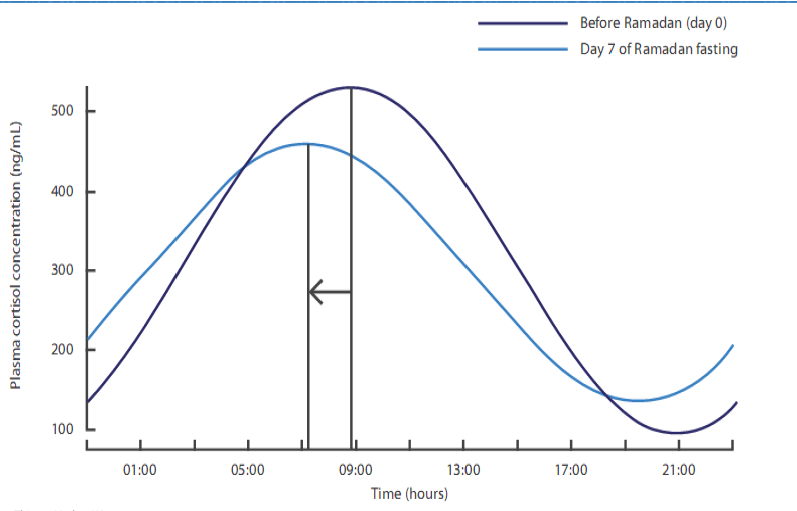 Before Ramadan (day 0)
Day 7 of Ramadan fasting
Plasma cortisol concentration (ng/mL)
500
400
300
200
100
01:00 05:00 09:00 13:00 17:00 21:00
Time (hours)